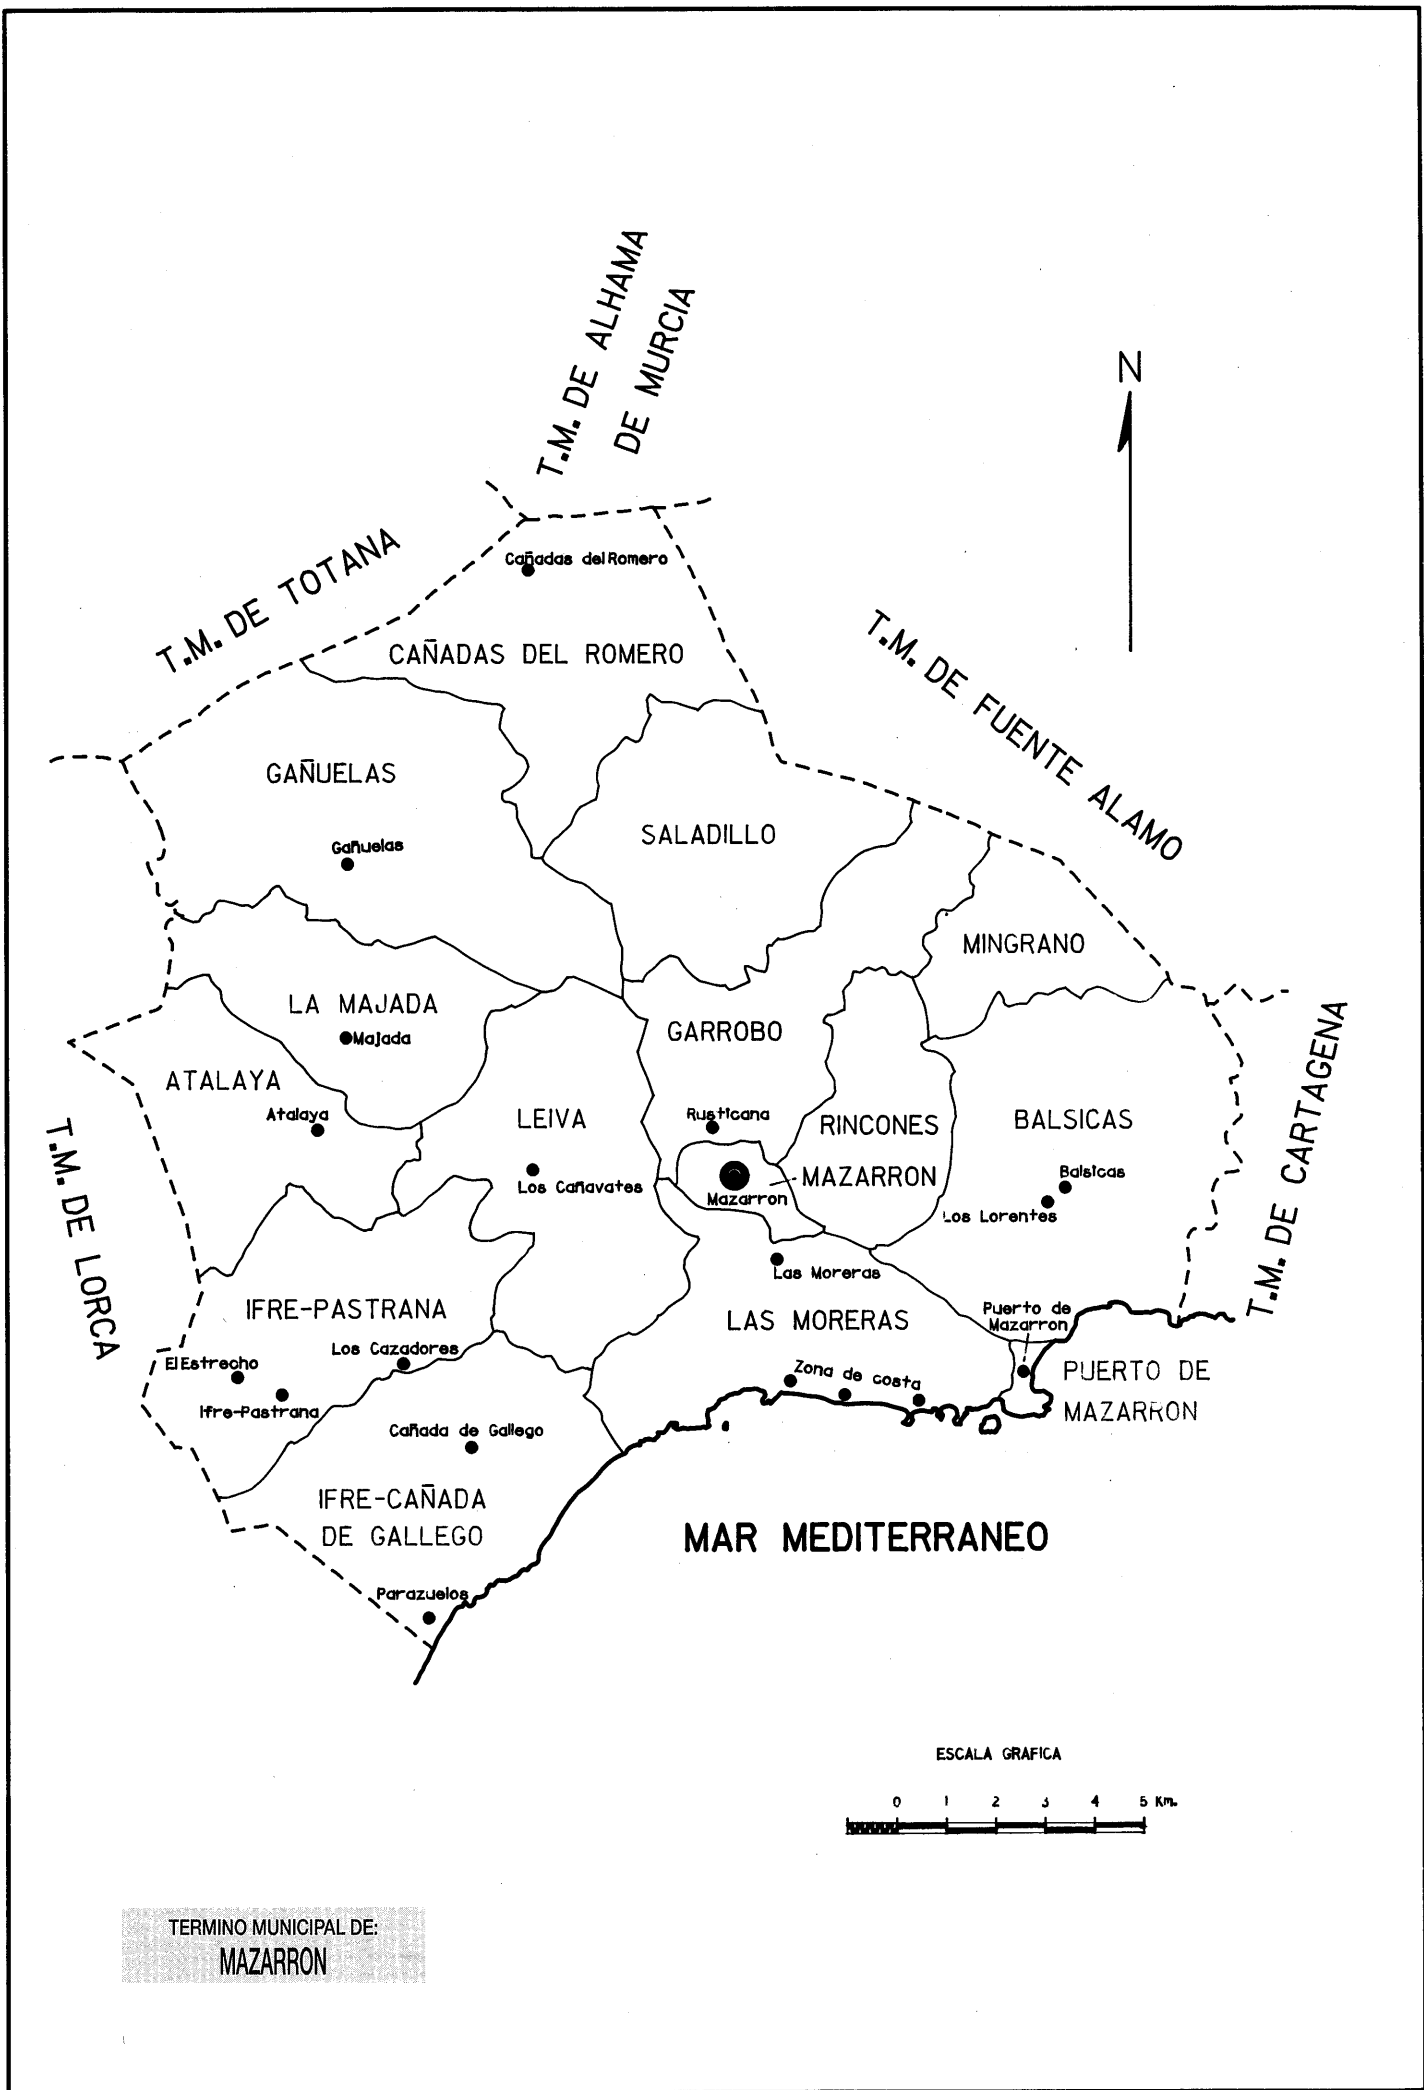 T.M. DE ALHAMA
DE MURCIA
N
T.M. DE TOTANA
Cañadas del Romero
CAÑADAS DEL ROMERO
T.M. DE FUENTE ALAMO
GAÑUELAS
Gañuelas
SALADILLO
MINGRANO
LA MAJADA
Majada
GARROBO
T.M. DE CARTAGENA
ATALAYA
Atalaya
LEIVA
Rusticana
RINCONES
BALSICAS
T.M. DE LORCA
Los Cañavates
Mazarron
MAZARRON
Balsicas
Los Lorentes
Las Moreras
IFRE-PASTRANA
LAS MORERAS
Puerto de
Mazarron
Los Cazadores
El Estrecho
Ifre-Pastrana
Zona de costa
PUERTO DE
MAZARRON
Cañada de Gallego
IFRE-CAÑADA
DE GALLEGO
MAR MEDITERRANEO
Parazuelos
ESCALA GRAFICA
0 1 2 3 4 5 Km.
TERMINO MUNICIPAL DE:
MAZARRON